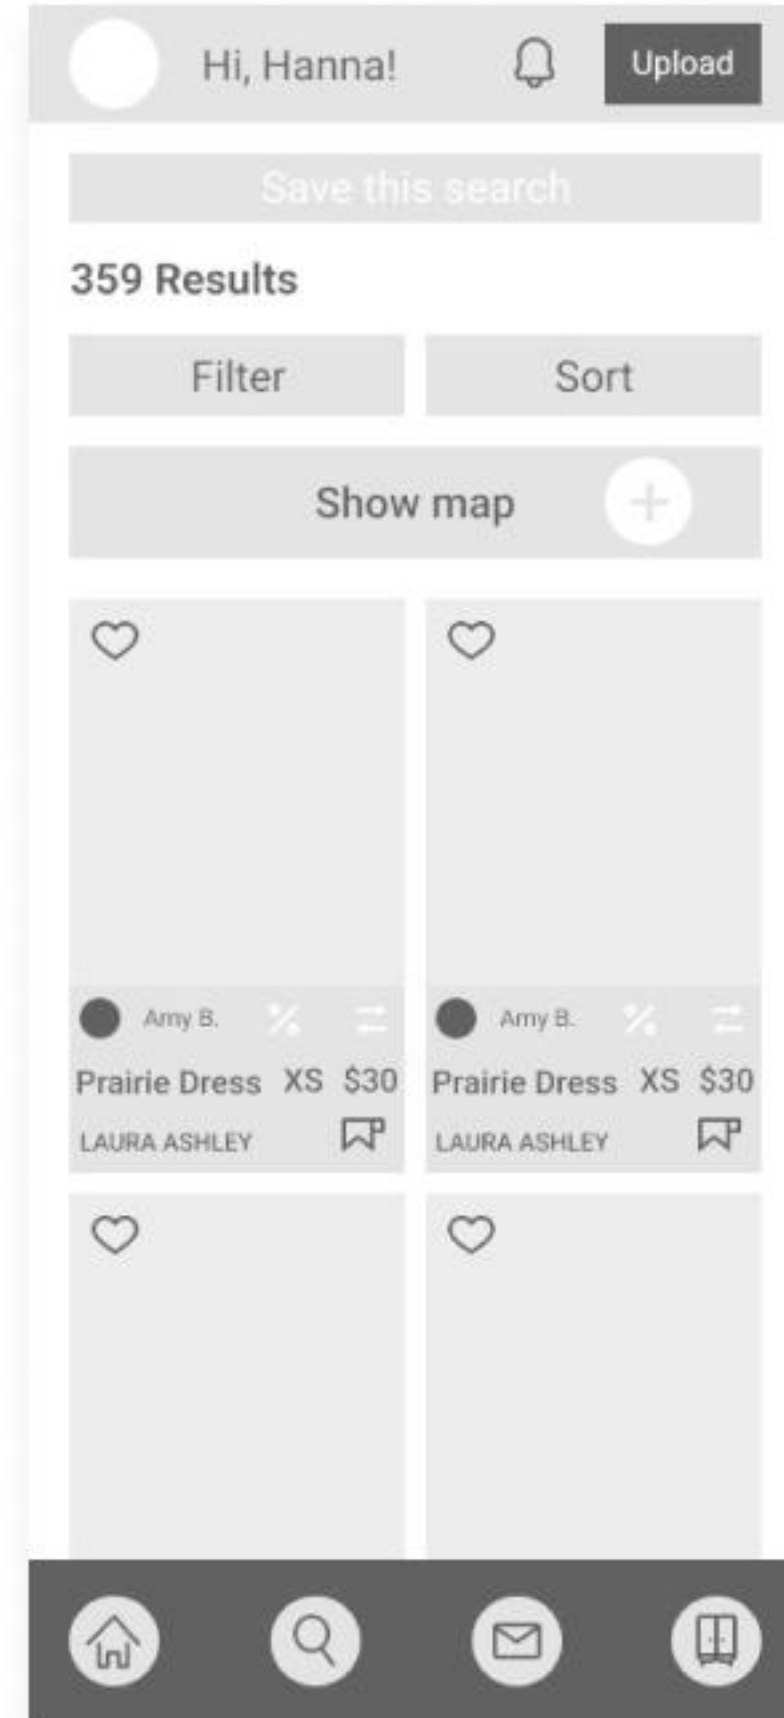 Hi, Hanna!
Upload
Save this search
359 Results
Filter
Sort
Show map
Amy B.
Prairie Dress XS $30
LAURA ASHLEY
Amy B.
Prairie Dress XS $30
LAURA ASHLEY